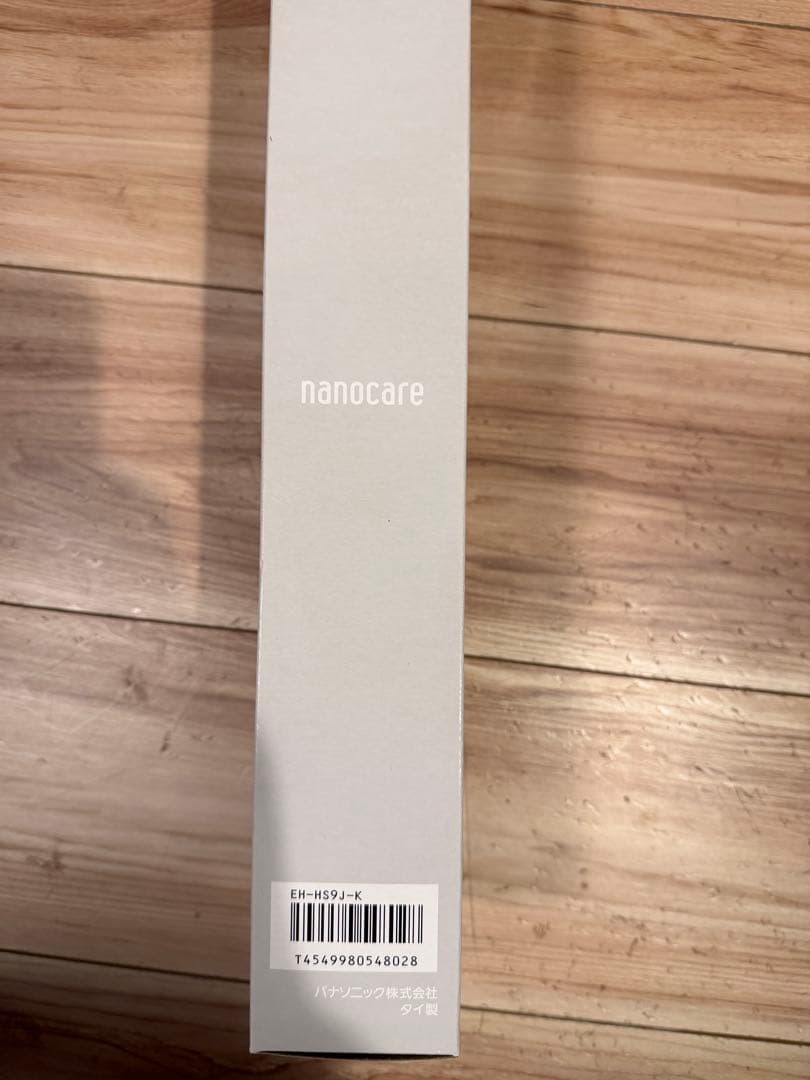 nanocare
EH-HS9J-K
T4549980548028
パナソニック株式会社
タイ製